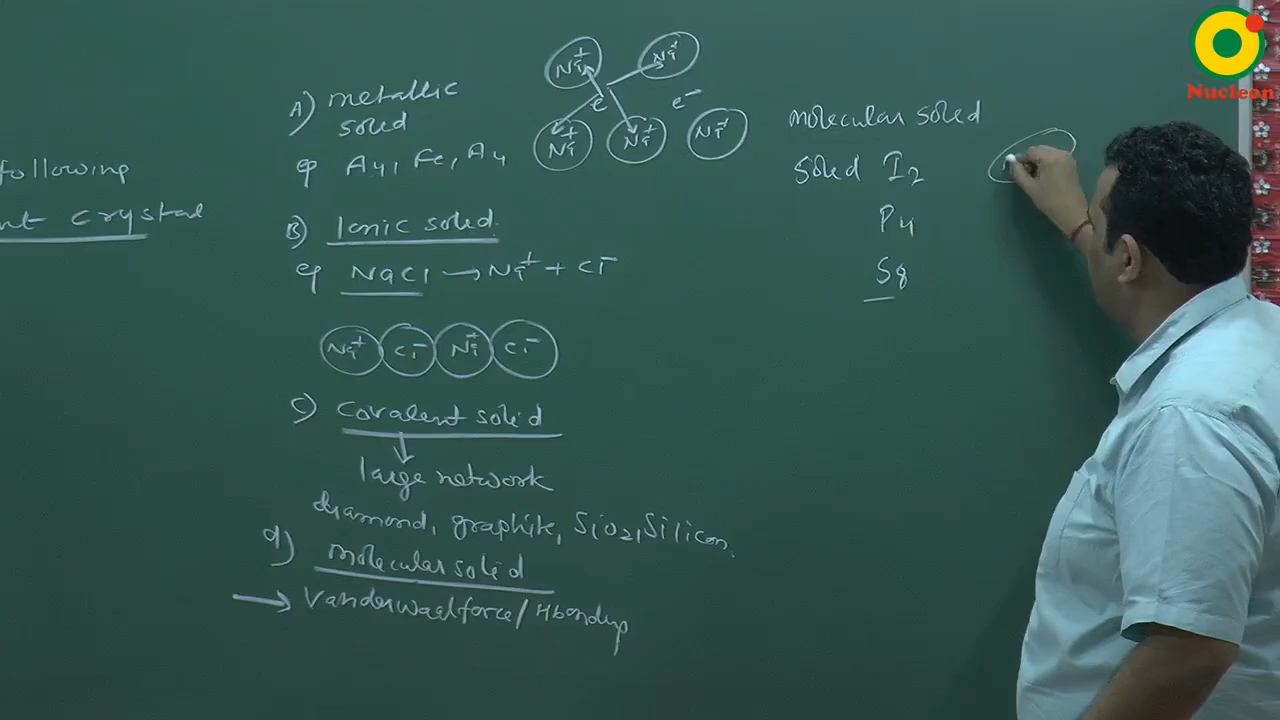 following
nt crystal
A) metallic
solid
eg Au, Fe, Ag
Na+ Na+
e e-
Na+ Na+ Na+
B) Ionic solid
eg NaCl → Na+ + Cl-
Na+ Cl- Na+ Cl-
C) covalent solid
↓
large network
diamond, graphite, SiO2, Silicon.
d) molecular solid
→ Vanderwaal force / H bonding
molecular solid
solid I2
P4
S8
Nucleon